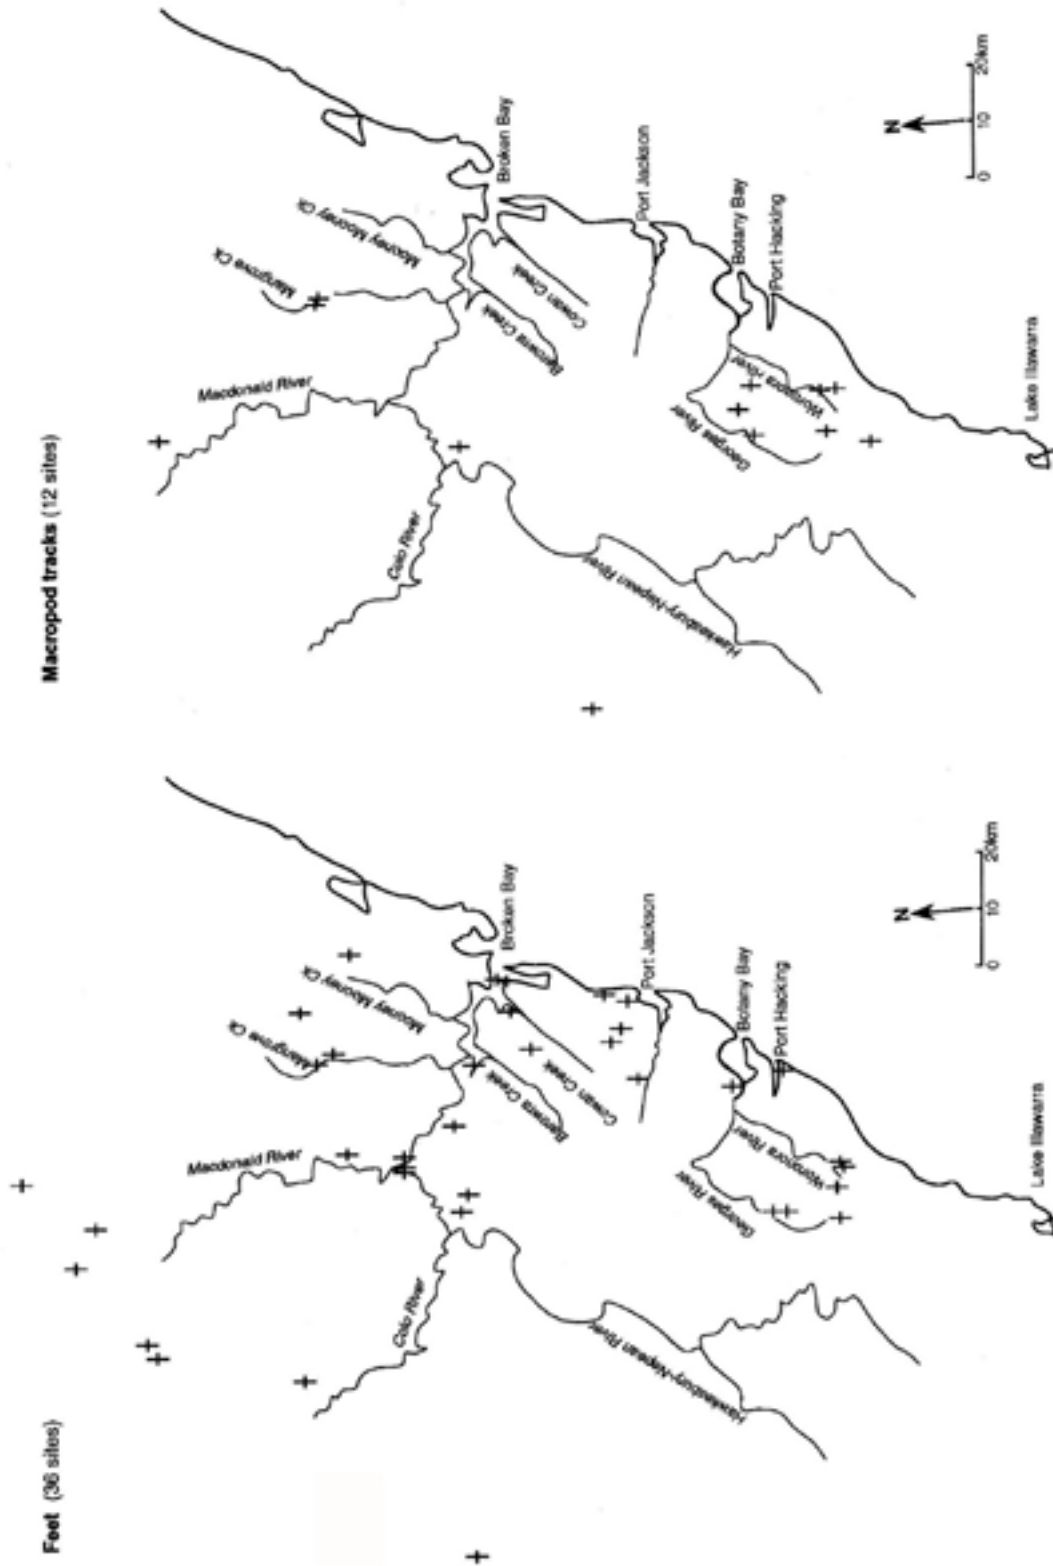 Feet (36 sites)
Macdonald River
Mangrove Ck
Mooney Mooney Ck
Colo River
Broken Bay
Berowra Creek
Cowan Creek
Hawkesbury-Nepean River
Port Jackson
Georges River
Woronora River
Botany Bay
Port Hacking
Lake Illawarra
N
0 10 20km
Macropod tracks (12 sites)
Macdonald River
Mangrove Ck
Mooney Mooney Ck
Colo River
Broken Bay
Berowra Creek
Cowan Creek
Hawkesbury-Nepean River
Port Jackson
Georges River
Woronora River
Botany Bay
Port Hacking
Lake Illawarra
N
0 10 20km